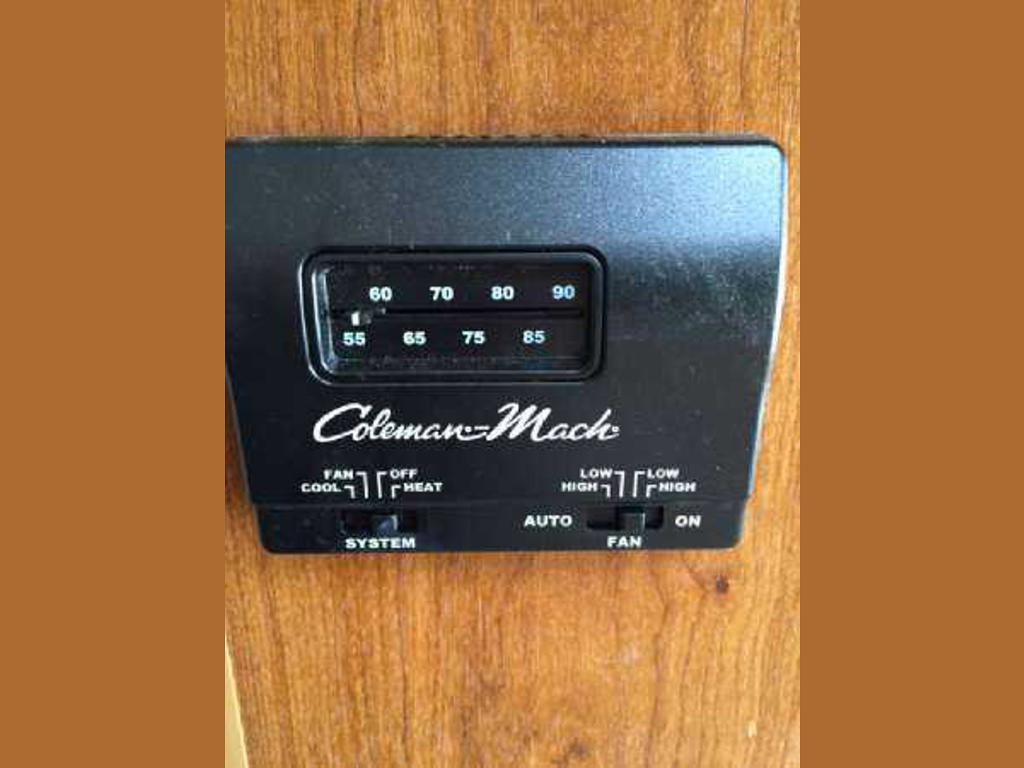 60 70 80 90
55 65 75 85
Coleman-Mach
FAN OFF LOW LOW
COOL HEAT HIGH HIGH
AUTO ON
SYSTEM FAN